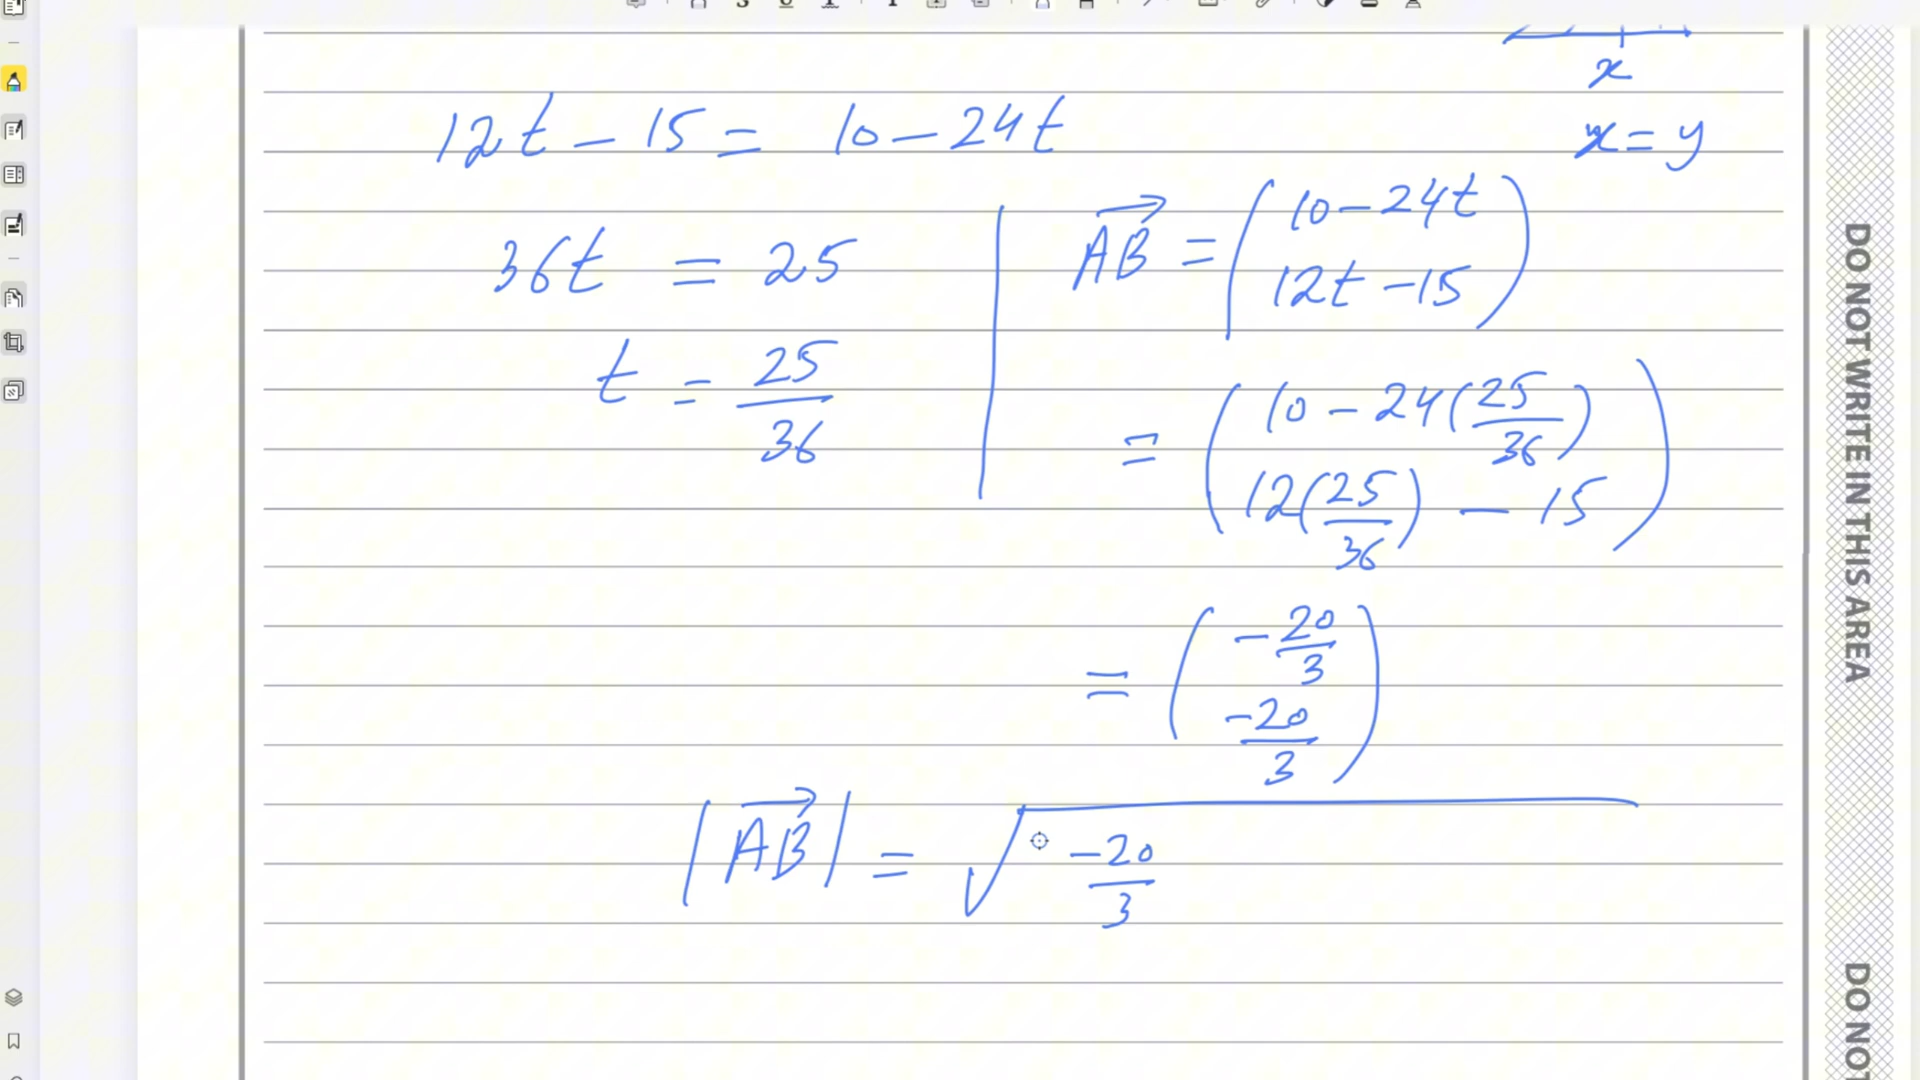 x
12t - 15 = 10 - 24t
x = y
36t = 25
AB = (10 - 24t
12t - 15)
t = 25/36
= (10 - 24(25/36)
12(25/36) - 15)
= (-20/3
-20/3)
|AB| = √ -20/3
DO NOT WRITE IN THIS AREA
DO NOT